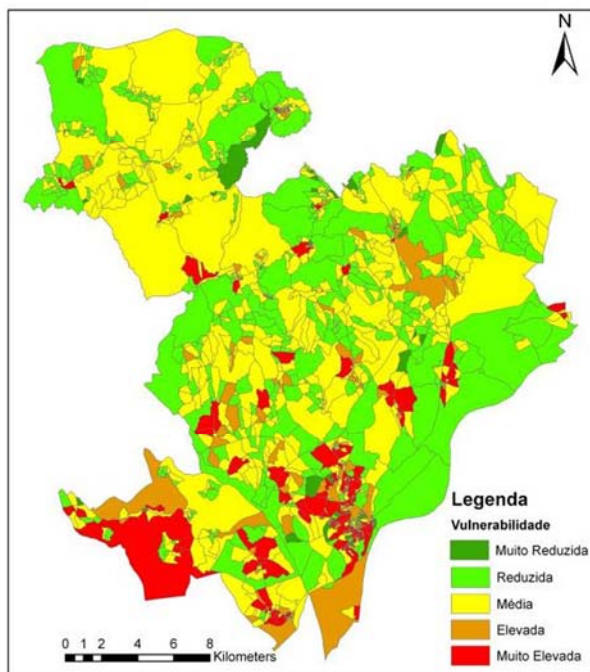 N
Legenda
Vulnerabilidade
Muito Reduzida
Reduzida
Média
Elevada
Muito Elevada
0 1 2 4 6 8
Kilometers